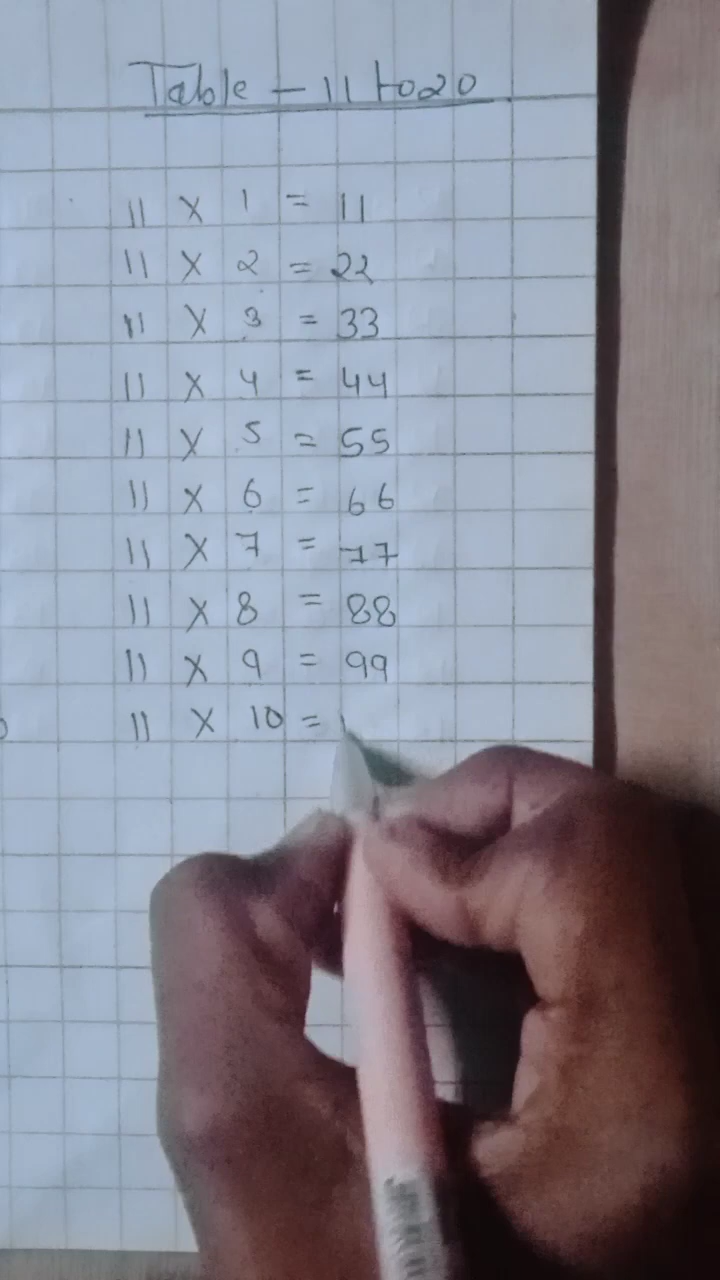 Table - 11 to 20
11 X 1 = 11
11 X 2 = 22
11 X 3 = 33
11 X 4 = 44
11 X 5 = 55
11 X 6 = 66
11 X 7 = 77
11 X 8 = 88
11 X 9 = 99
11 X 10 = 1